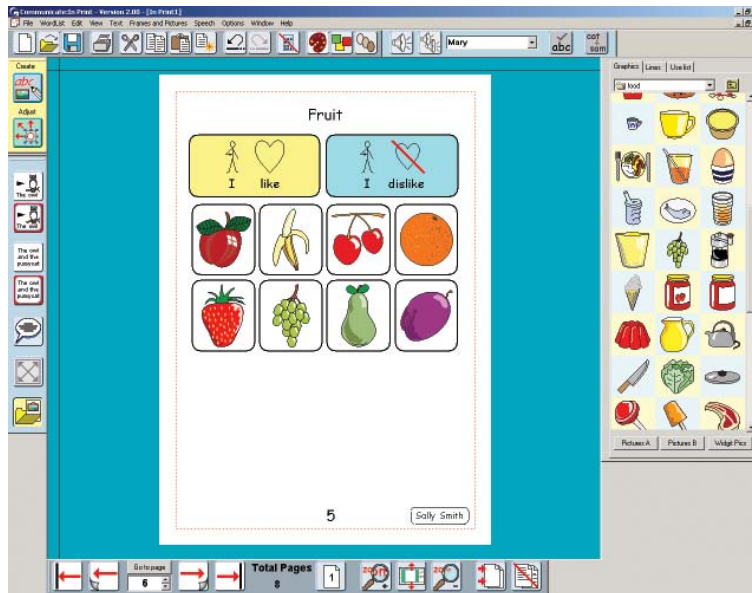 Communicate:In Print - Version 2.00 - [In Print1]
File WordList Edit View Text Frames and Pictures Speech Options Window Help
Mary
abc
cat
sam
Create
abc
Adjust
The owl
The owl
The owl
and the
pussycat
The owl
and the
pussycat
Fruit
I like
I dislike
5
Sally Smith
Graphics Lines Use list
food
Pictures A Pictures B Widgit Pics
Go to page
6
Total Pages
8
1
zoom